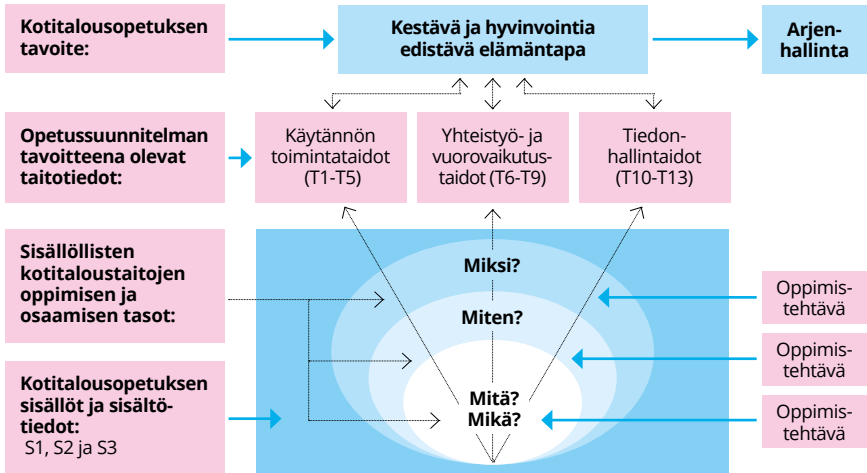 Kotitalousopetuksen
tavoite:
Kestävä ja hyvinvointia
edistävä elämäntapa
Arjen-
hallinta
Opetussuunnitelman
tavoitteena olevat
taitotiedot:
Käytännön
toimintataidot
(T1-T5)
Yhteistyö- ja
vuorovaikutus-
taidot (T6-T9)
Tiedon-
hallintaidot
(T10-T13)
Sisällöllisten
kotitaloustaitojen
oppimisen ja
osaamisen tasot:
Miksi?
Miten?
Mitä?
Mikä?
Oppimis-
tehtävä
Oppimis-
tehtävä
Oppimis-
tehtävä
Kotitalousopetuksen
sisällöt ja sisältö-
tiedot:
S1, S2 ja S3